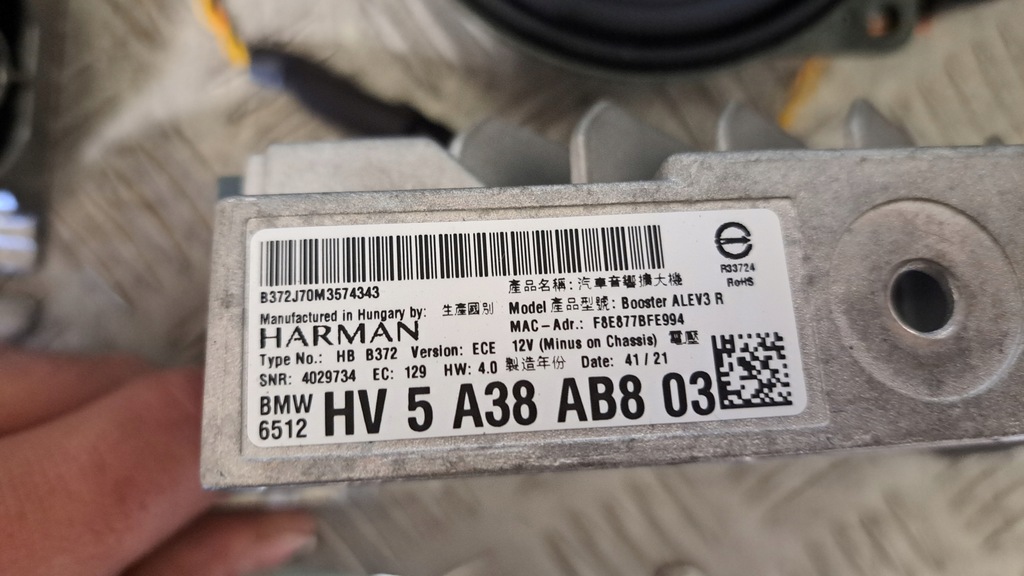 B372J70M3574343
產品名稱: 汽車音響擴大機
R33724
RoHS
Manufactured in Hungary by: 生產國別
Model 產品型號: Booster ALEV3 R
HARMAN
MAC-Adr.: F8E877BFE994
Type No.: HB B372 Version: ECE 12V (Minus on Chassis) 電壓
SNR: 4029734 EC: 129 HW: 4.0 製造年份 Date: 41/21
BMW
6512
HV 5 A38 AB8 03